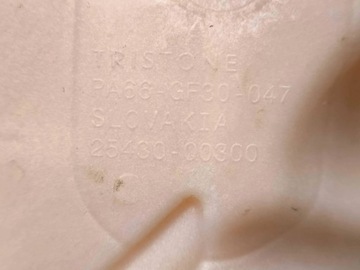 TRISTONE
PA66-GF30-047
SLOVAKIA
25430-00300